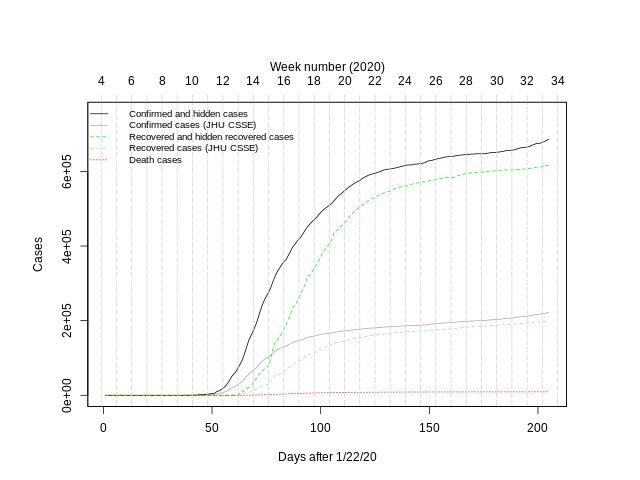 Week number (2020)
4 6 8 10 12 14 16 18 20 22 24 26 28 30 32 34
Confirmed and hidden cases
Confirmed cases (JHU CSSE)
Recovered and hidden recovered cases
Recovered cases (JHU CSSE)
Death cases
Cases
6e+05
4e+05
2e+05
0e+00
0 50 100 150 200
Days after 1/22/20